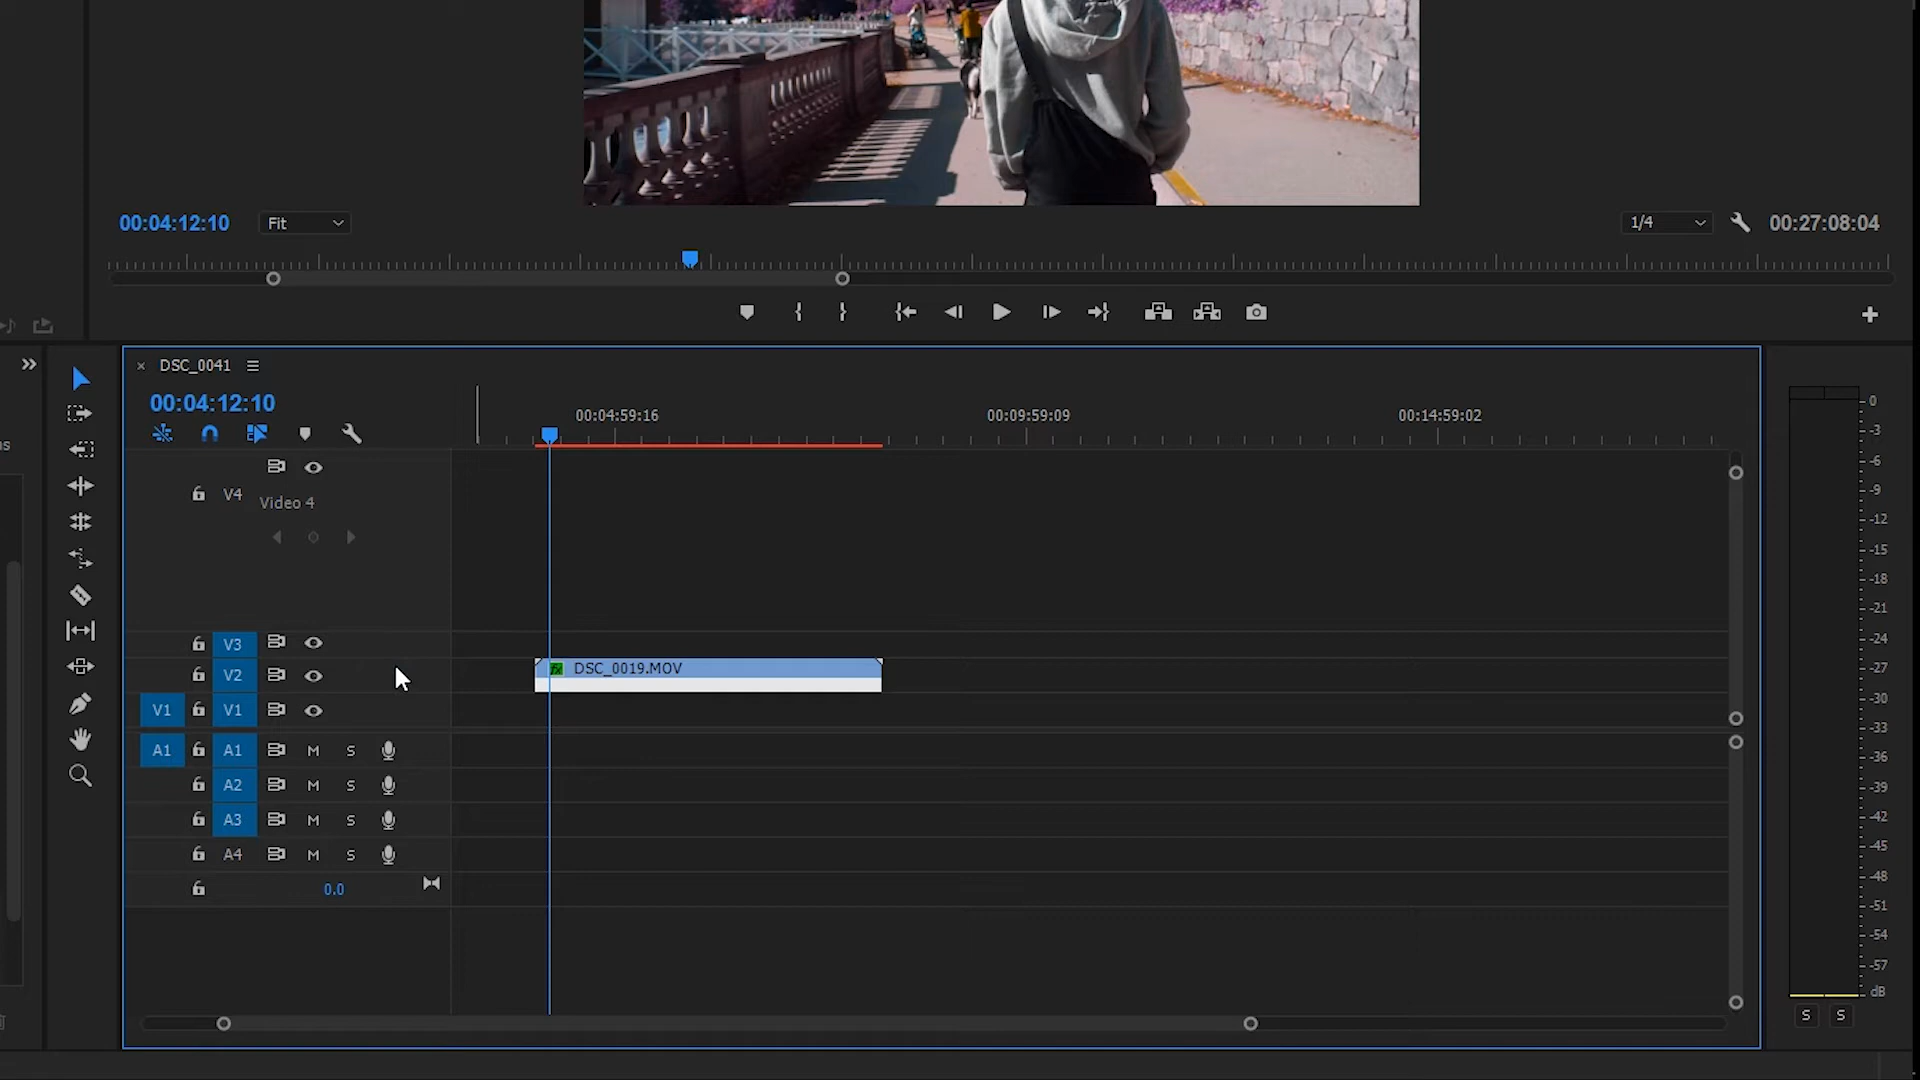 00:04:12:10 Fit 1/4 00:27:08:04
× DSC_0041
00:04:12:10
00:04:59:16 00:09:59:09 00:14:59:02
V4 Video 4
V3
V2 fx DSC_0019.MOV
V1 V1
A1 A1 M S
A2 M S
A3 M S
A4 M S
0.0
0
-3
-6
-9
-12
-15
-18
-21
-24
-27
-30
-33
-36
-39
-42
-45
-48
-51
-54
-57
dB
S S